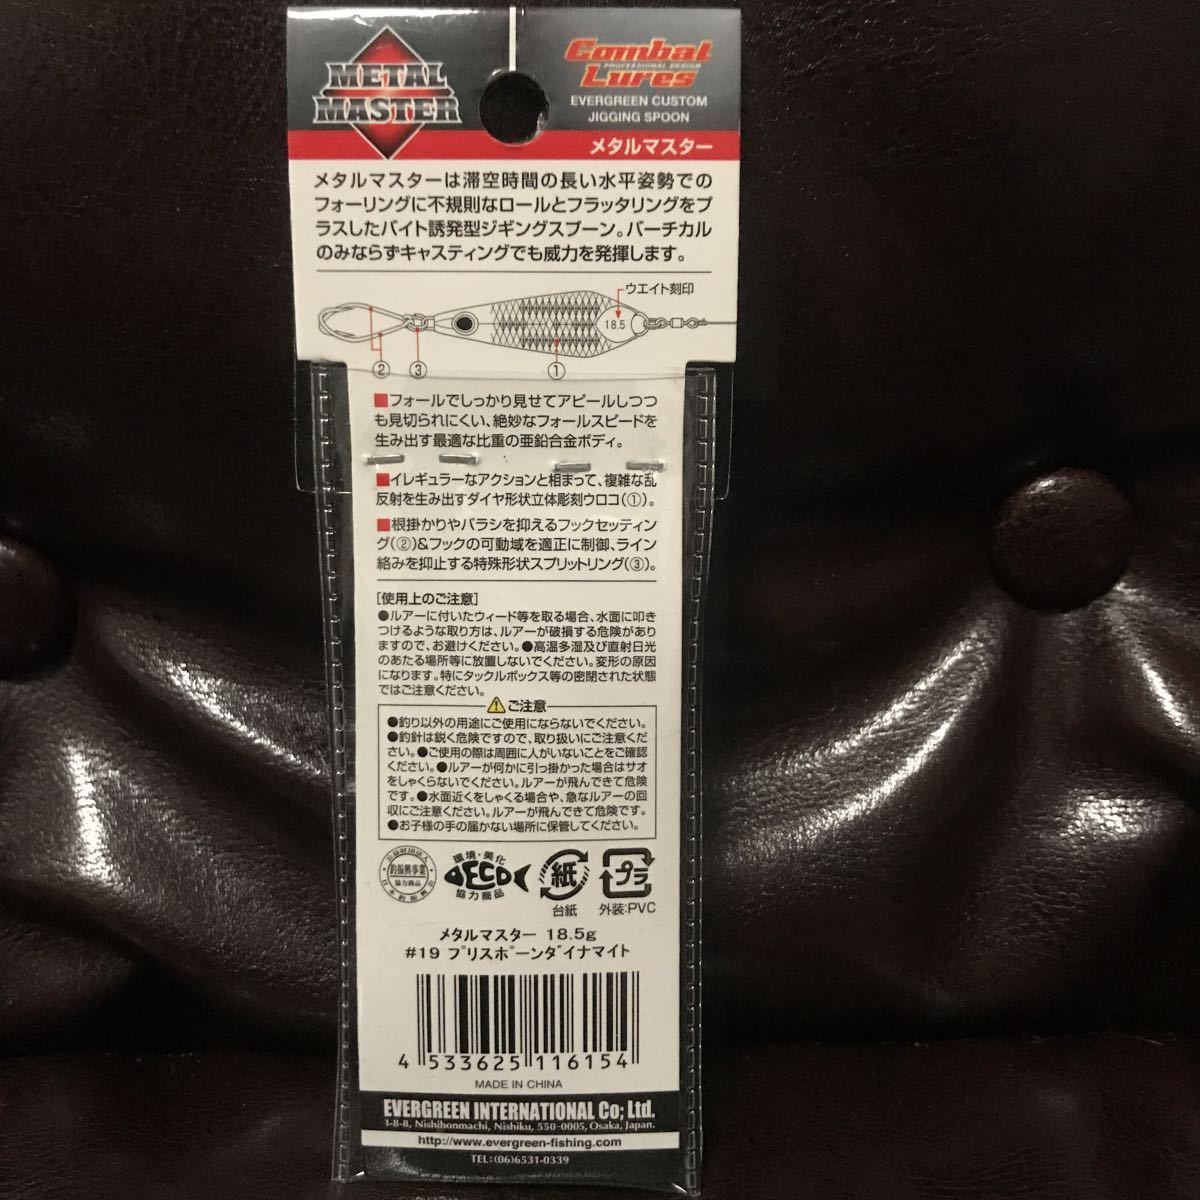 METAL
MASTER
Combat
PROFESSIONAL DESIGN
Lures
EVERGREEN CUSTOM
JIGGING SPOON
メタルマスター
メタルマスターは滞空時間の長い水平姿勢での
フォーリングに不規則なロールとフラッタリングをプ
ラスしたバイト誘発型ジギングスプーン。バーチカル
のみならずキャスティングでも威力を発揮します。
ウエイト刻印
18.5
② ③ ①
■フォールでしっかり見せてアピールしつつ
も見切られにくい、絶妙なフォールスピードを
生み出す最適な比重の亜鉛合金ボディ。
■イレギュラーなアクションと相まって、複雑な乱
反射を生み出すダイヤ形状立体彫刻ウロコ(①)。
■根掛かりやバラシを抑えるフックセッティン
グ(②)&フックの可動域を適正に制御、ライン
絡みを抑止する特殊形状スプリットリング(③)。
[使用上のご注意]
●ルアーに付いたウィード等を取る場合、水面に叩き
つけるような取り方は、ルアーが破損する危険があり
ますので、お避けください。●高温多湿及び直射日光
のあたる場所等に放置しないでください。変形の原因
になります。特にタックルボックス等の密閉された状態
ではご注意ください。
⚠ご注意
●釣り以外の用途にご使用にならないでください。
●釣針は鋭く危険ですので、取り扱いにご注意くだ
さい。●ご使用の際は周囲に人がいないことをご確認
ください。●ルアーが何かに引っ掛かった場合はサオ
をしゃくらないでください。ルアーが飛んできて危険
です。●水面近くをしゃくる場合や、急なルアーの回
収にご注意ください。ルアーが飛んできて危険です。
●お子様の手の届かない場所に保管してください。
公益財団法人
釣振興事業
協力商品
日本釣振興会
環境・美化
ECO
協力商品
紙
台紙
プラ
外装:PVC
メタルマスター 18.5g
#19 プリスボーンダイナマイト
4 533625 116154
MADE IN CHINA
EVERGREEN INTERNATIONAL Co; Ltd.
1-8-8, Nishihonmachi, Nishiku, 550-0005, Osaka, Japan.
http://www.evergreen-fishing.com
TEL:(06)6531-0339